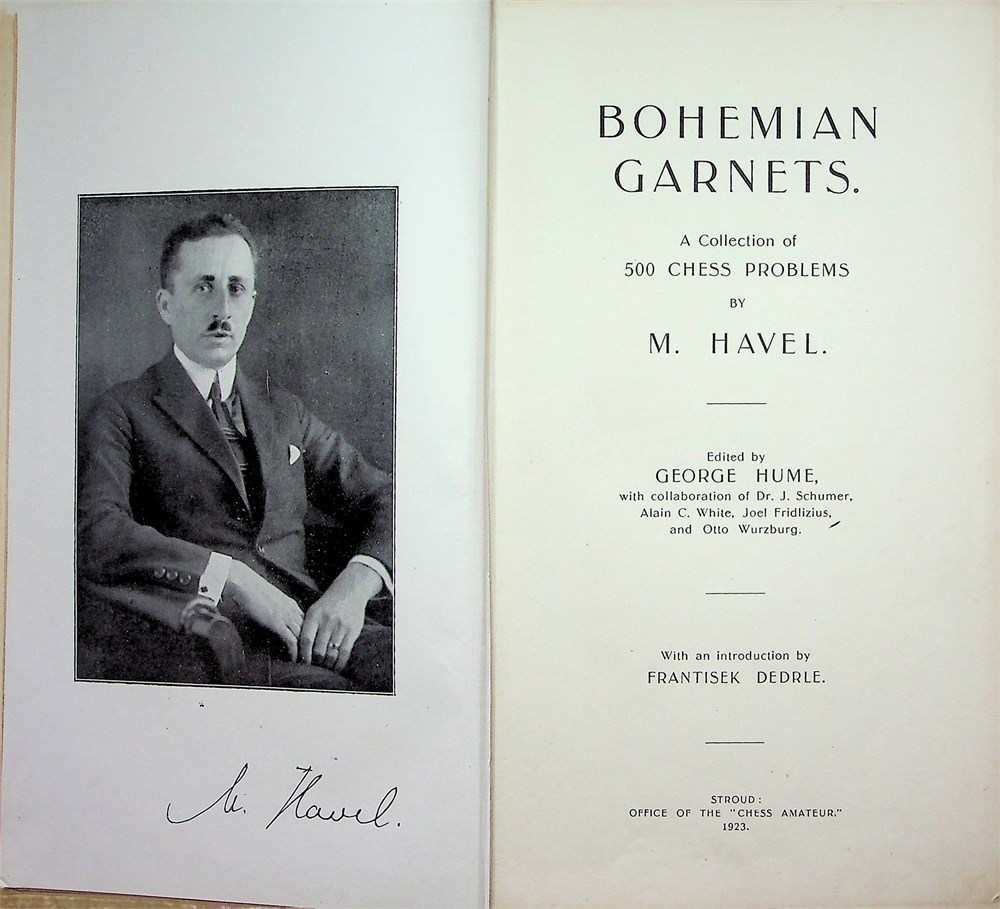 M. Havel.
BOHEMIAN
GARNETS.
A Collection of
500 CHESS PROBLEMS
BY
M. HAVEL.
Edited by
GEORGE HUME,
with collaboration of Dr. J. Schumer,
Alain C. White, Joel Fridlizius,
and Otto Wurzburg.
With an introduction by
FRANTISEK DEDRLE.
STROUD:
OFFICE OF THE "CHESS AMATEUR,"
1923.